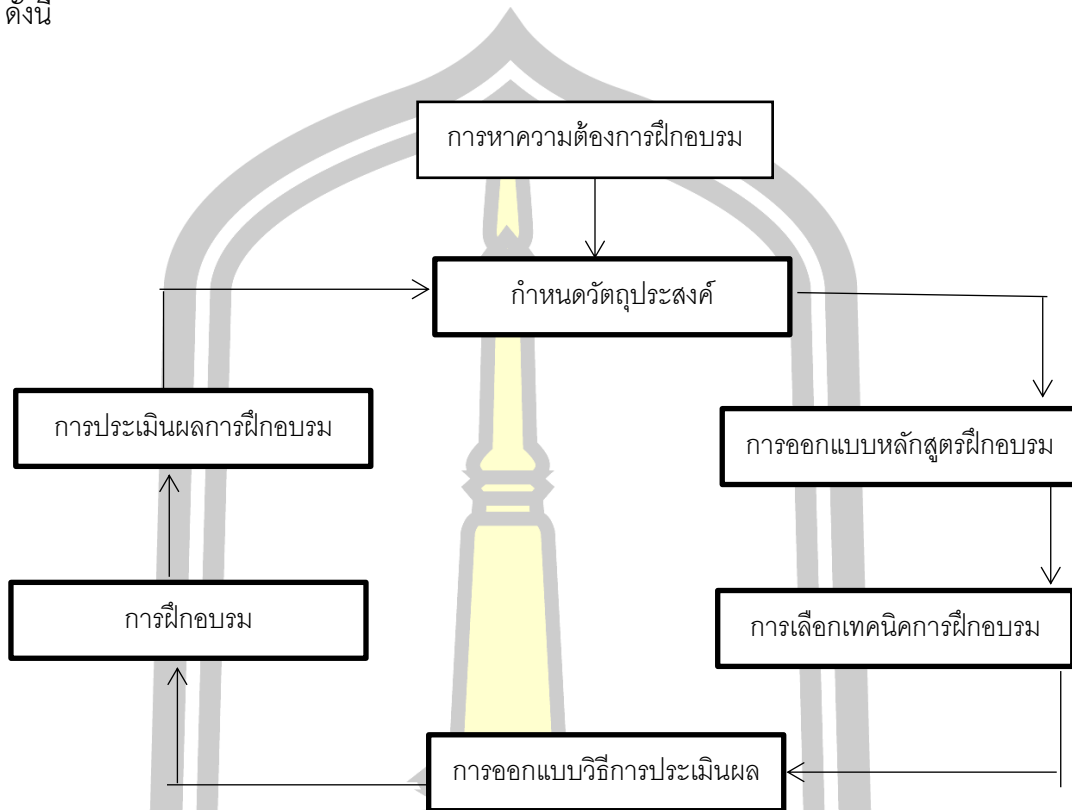 ดังนี้
การหาความต้องการฝึกอบรม
กำหนดวัตถุประสงค์
การประเมินผลการฝึกอบรม
การออกแบบหลักสูตรฝึกอบรม
การฝึกอบรม
การเลือกเทคนิคการฝึกอบรม
การออกแบบวิธีการประเมินผล